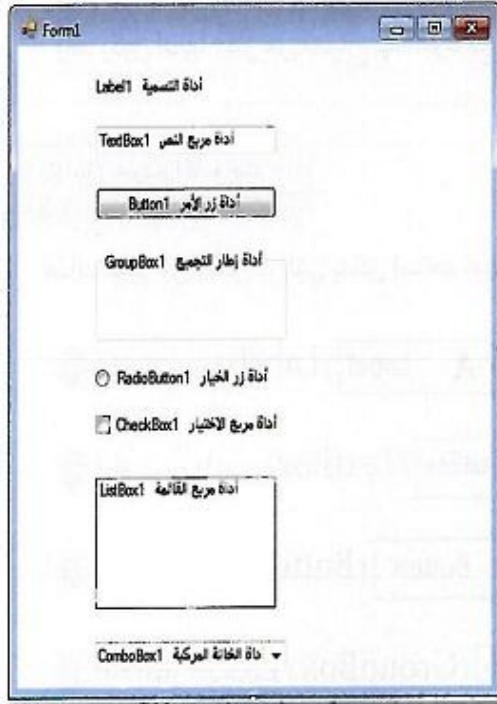 Form1
Label1 أداة التسمية
TextBox1 أداة مربع النص
Button1 أداة زر الأمر
GroupBox1 أداة إطار التجميع
RadioButton1 أداة زر الخيار
CheckBox1 أداة مربع الاختيار
ListBox1 أداة مربع القائمة
ComboBox1 داة الخانة المركبة